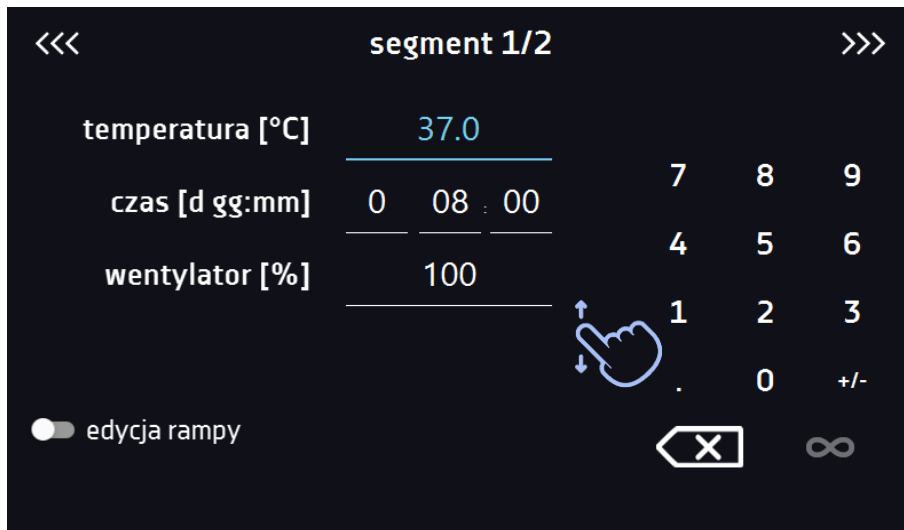 <<< segment 1/2 >>>
temperatura [°C] 37.0
czas [d gg:mm] 0 08 : 00
wentylator [%] 100
7 8 9
4 5 6
1 2 3
. 0 +/-
edycja rampy
X ∞